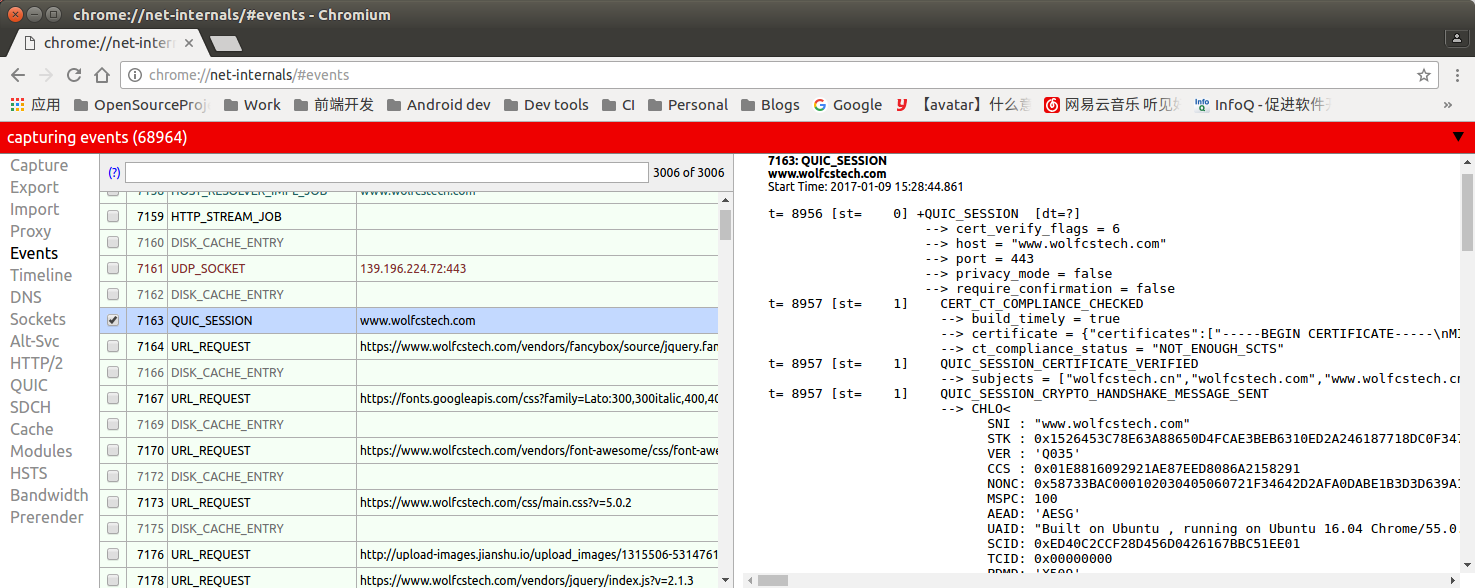 chrome://net-internals/#events - Chromium
chrome://net-inter
chrome://net-internals/#events
应用 OpenSourceProj Work 前端开发 Android dev Dev tools CI Personal Blogs Google 【avatar】什么意 网易云音乐 听见 InfoQ - 促进软件 »
capturing events (68964)
Capture
Export
Import
Proxy
Events
Timeline
DNS
Sockets
Alt-Svc
HTTP/2
QUIC
SDCH
Cache
Modules
HSTS
Bandwidth
Prerender
(?) 3006 of 3006
7158 HOST_RESOLVER_IMPL_JOB www.wolfcstech.com
7159 HTTP_STREAM_JOB
7160 DISK_CACHE_ENTRY
7161 UDP_SOCKET 139.196.224.72:443
7162 DISK_CACHE_ENTRY
7163 QUIC_SESSION www.wolfcstech.com
7164 URL_REQUEST https://www.wolfcstech.com/vendors/fancybox/source/jquery.fan
7166 DISK_CACHE_ENTRY
7167 URL_REQUEST https://fonts.googleapis.com/css?family=Lato:300,300italic,400,40
7169 DISK_CACHE_ENTRY
7170 URL_REQUEST https://www.wolfcstech.com/vendors/font-awesome/css/font-awe
7172 DISK_CACHE_ENTRY
7173 URL_REQUEST https://www.wolfcstech.com/css/main.css?v=5.0.2
7175 DISK_CACHE_ENTRY
7176 URL_REQUEST http://upload-images.jianshu.io/upload_images/1315506-5314761
7178 URL_REQUEST https://www.wolfcstech.com/vendors/jquery/index.js?v=2.1.3
7163: QUIC_SESSION
www.wolfcstech.com
Start Time: 2017-01-09 15:28:44.861
t= 8956 [st= 0] +QUIC_SESSION [dt=?]
--> cert_verify_flags = 6
--> host = "www.wolfcstech.com"
--> port = 443
--> privacy_mode = false
--> require_confirmation = false
t= 8957 [st= 1] CERT_CT_COMPLIANCE_CHECKED
--> build_timely = true
--> certificate = {"certificates":["-----BEGIN CERTIFICATE-----\nMI
--> ct_compliance_status = "NOT_ENOUGH_SCTS"
t= 8957 [st= 1] QUIC_SESSION_CERTIFICATE_VERIFIED
--> subjects = ["wolfcstech.cn","wolfcstech.com","www.wolfcstech.cn
t= 8957 [st= 1] QUIC_SESSION_CRYPTO_HANDSHAKE_MESSAGE_SENT
--> CHLO<
SNI : "www.wolfcstech.com"
STK : 0x1526453C78E63A88650D4FCAE3BEB6310ED2A246187718DC0F347
VER : 'Q035'
CCS : 0x01E8816092921AE87EED8086A2158291
NONC: 0x58733BAC000102030405060721F34642D2AFA0DABE1B3D3D639A1
MSPC: 100
AEAD: 'AESG'
UAID: "Built on Ubuntu , running on Ubuntu 16.04 Chrome/55.0.
SCID: 0xED40C2CCF28D456D0426167BBC51EE01
TCID: 0x00000000
PDMD: 'X509'